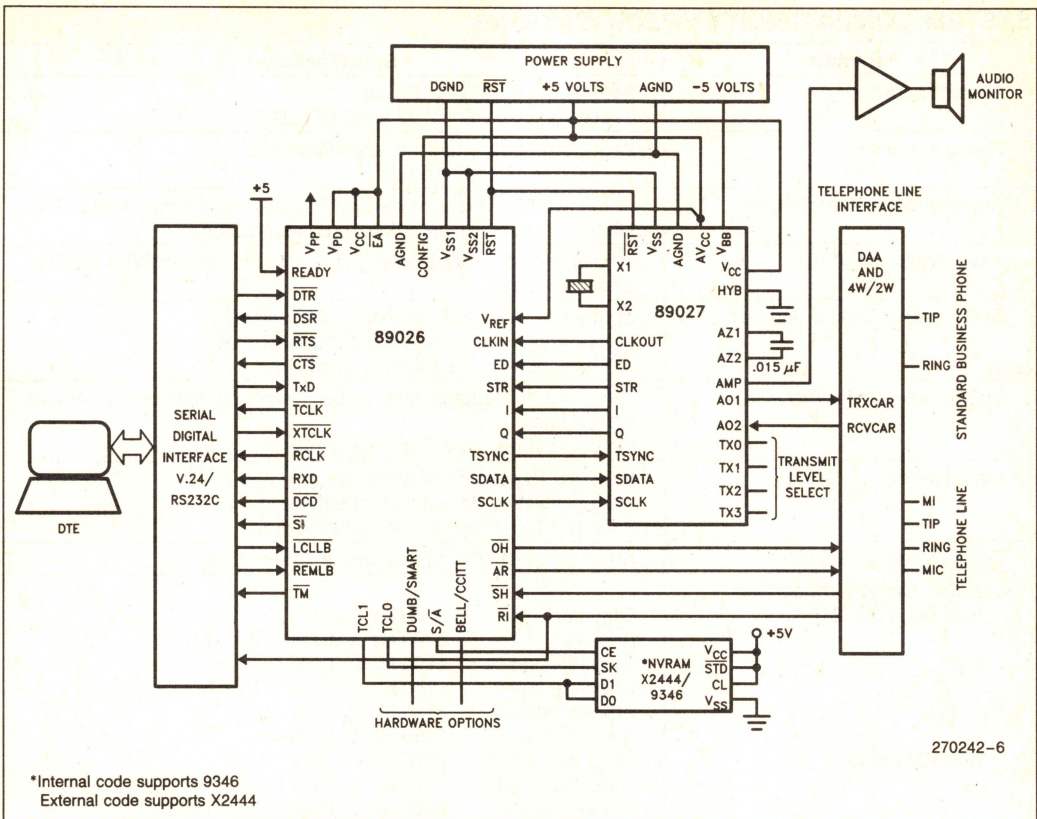 POWER SUPPLY
DGND RST +5 VOLTS AGND -5 VOLTS
AUDIO
MONITOR
TELEPHONE LINE
INTERFACE
+5
VPP
VPD
VCC
EA
AGND
CONFIG
VSS1
VSS2
RST
RST
VSS
AGND
AVCC
VBB
SERIAL
DIGITAL
INTERFACE
V.24/
RS232C
DTE
READY
DTR
DSR
RTS
CTS
TxD
TCLK
XTCLK
RCLK
RXD
DCD
LCLLB
REMLB
TM
89026
VREF
CLKIN
ED
STR
I
Q
TSYNC
SDATA
SCLK
OH
AR
SH
RI
TCL1
TCLO
DUMB/SMART
S/A
BELL/CCITT
HARDWARE OPTIONS
X1
X2
89027
CLKOUT
ED
STR
I
Q
TSYNC
SDATA
SCLK
VCC
HYB
AZ1
AZ2
.015 μF
AMP
AO1
AO2
TX0
TX1
TX2
TX3
TRANSMIT
LEVEL
SELECT
DAA
AND
4W/2W
TRXCAR
RCVCAR
TIP
RING
STANDARD BUSINESS PHONE
MI
TIP
RING
MIC
TELEPHONE LINE
CE
SK
D1
D0
*NVRAM
X2444/
9346
VCC
STD
CL
VSS
+5V
270242-6
*Internal code supports 9346
External code supports X2444